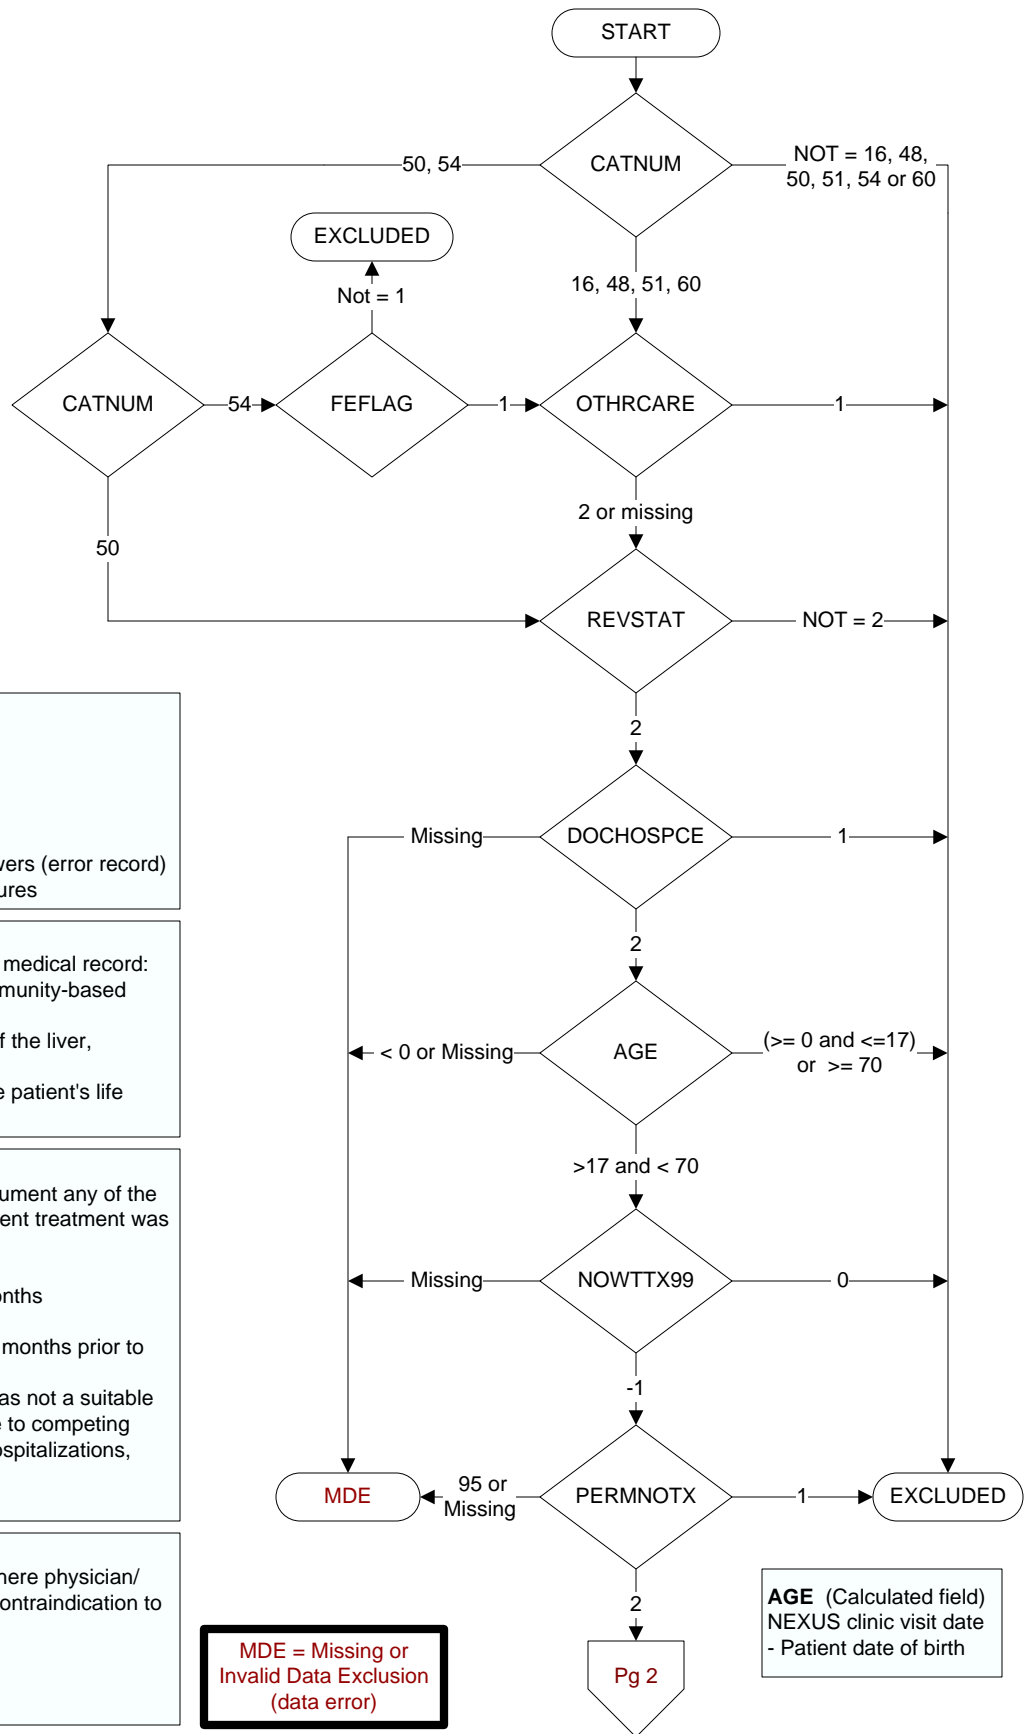 START
CATNUM
50, 54
NOT = 16, 48,
50, 51, 54 or 60
EXCLUDED
Not = 1
16, 48, 51, 60
CATNUM
54
FEFLAG
1
OTHRCARE
1
2 or missing
50
REVSTAT
NOT = 2
2
Missing
DOCHOSPCE
1
2
< 0 or Missing
AGE
(>= 0 and <=17)
or >= 70
>17 and < 70
Missing
NOWTTX99
0
-1
MDE
95 or
Missing
PERMNOTX
1
EXCLUDED
2
Pg 2
wers (error record)
ures
medical record:
munity-based
f the liver,
e patient's life
ument any of the
ent treatment was
onths
months prior to
as not a suitable
e to competing
ospitalizations,
here physician/
ontraindication to
MDE = Missing or
Invalid Data Exclusion
(data error)
AGE (Calculated field)
NEXUS clinic visit date
- Patient date of birth